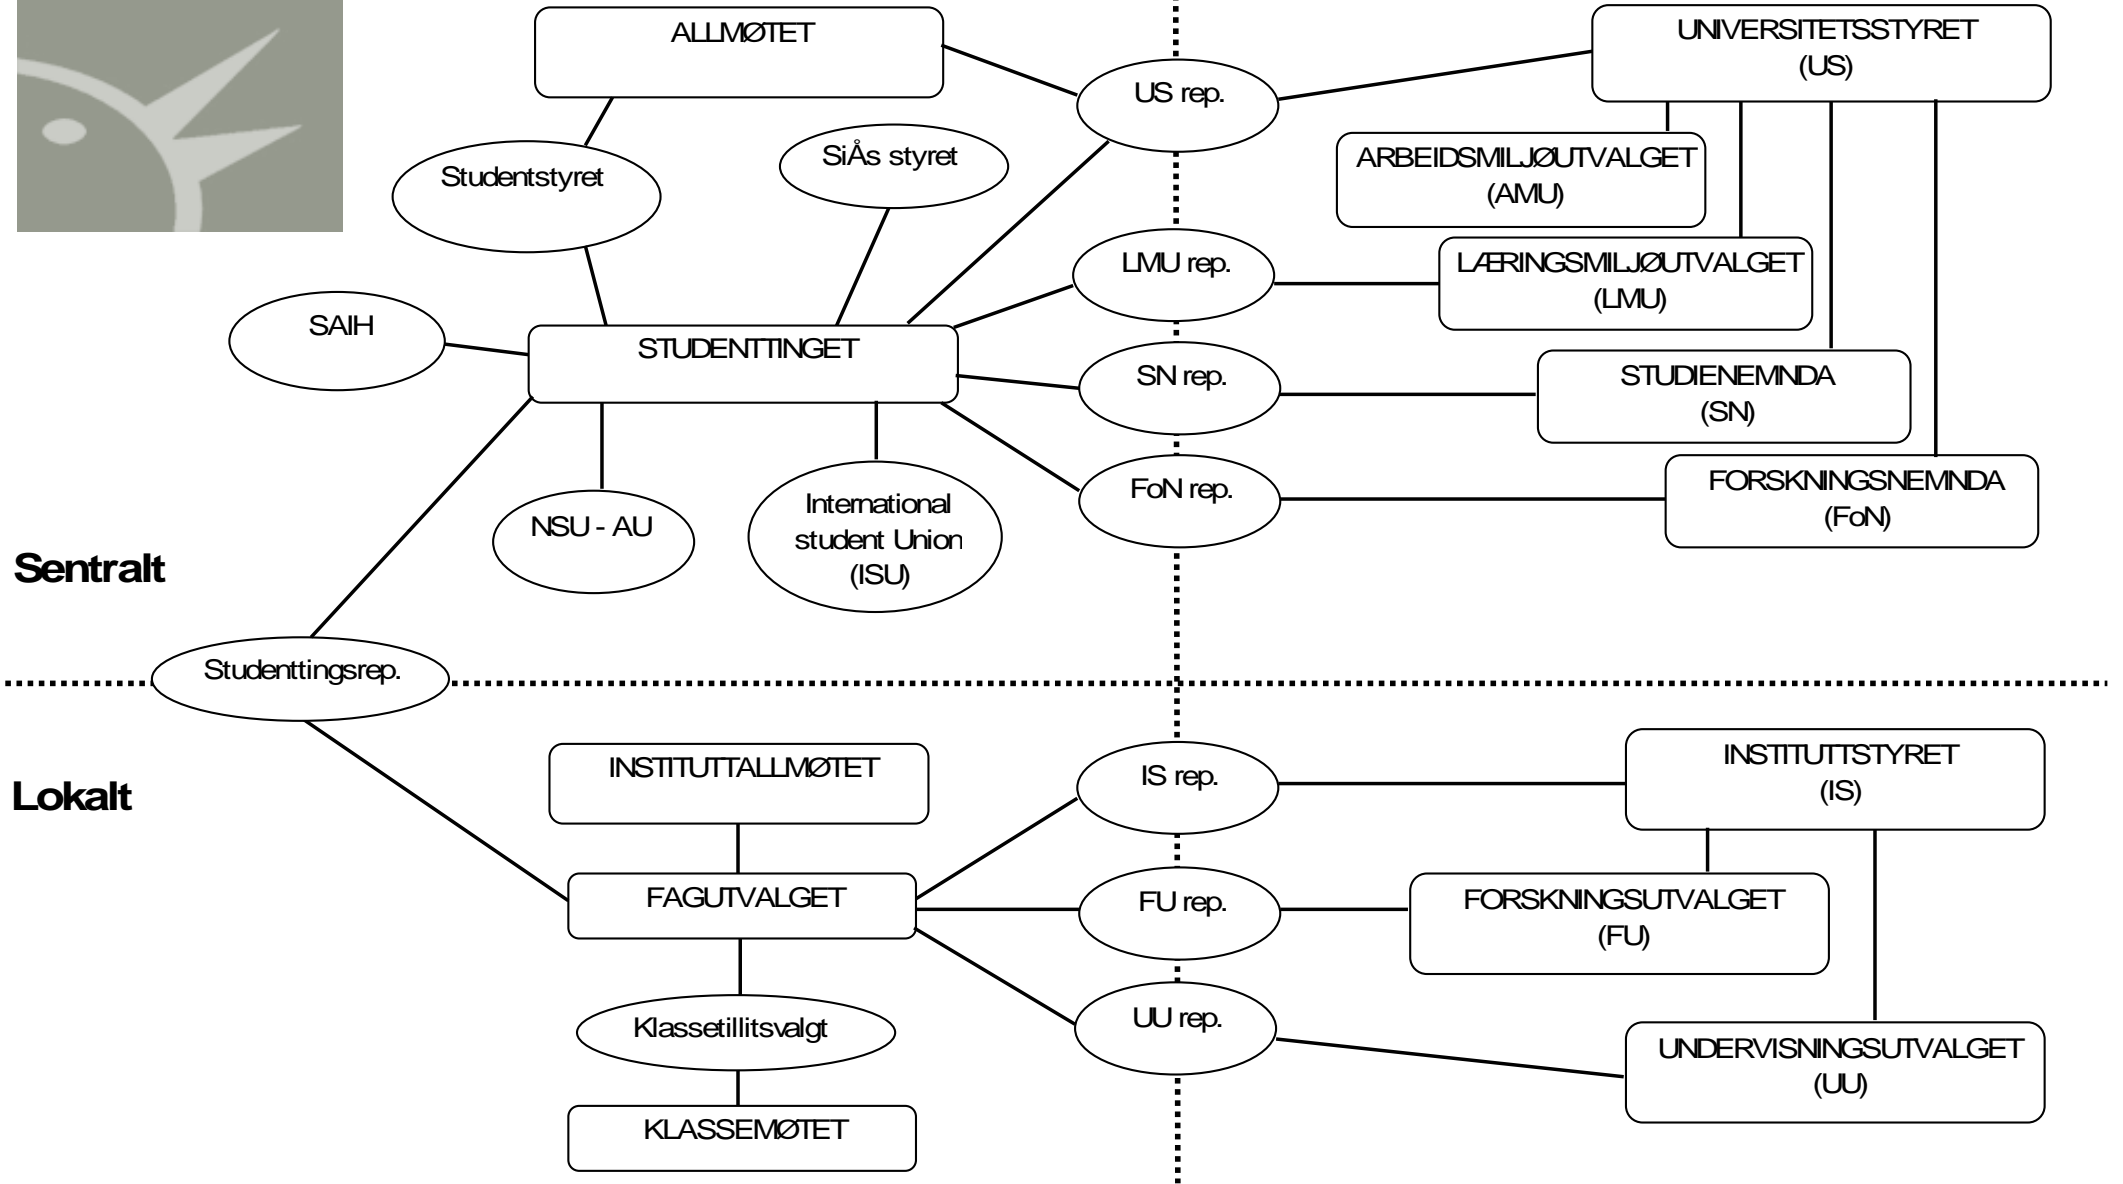 ALLMØTET
UNIVERSITETSSTYRET
(US)
US rep.
SiÅs styret
Studentstyret
ARBEIDSMILJØUTVALGET
(AMU)
LMU rep.
LÆRINGSMILJØUTVALGET
(LMU)
SAIH
STUDENTTINGET
SN rep.
STUDIENEMNDA
(SN)
FoN rep.
FORSKNINGSNEMNDA
(FoN)
NSU - AU
International
student Union
(ISU)
Sentralt
Studenttingsrep.
Lokalt
INSTITUTTALLMØTET
IS rep.
INSTITUTTSTYRET
(IS)
FAGUTVALGET
FU rep.
FORSKNINGSUTVALGET
(FU)
Klassetillitsvalgt
UU rep.
UNDERVISNINGSUTVALGET
(UU)
KLASSEMØTET